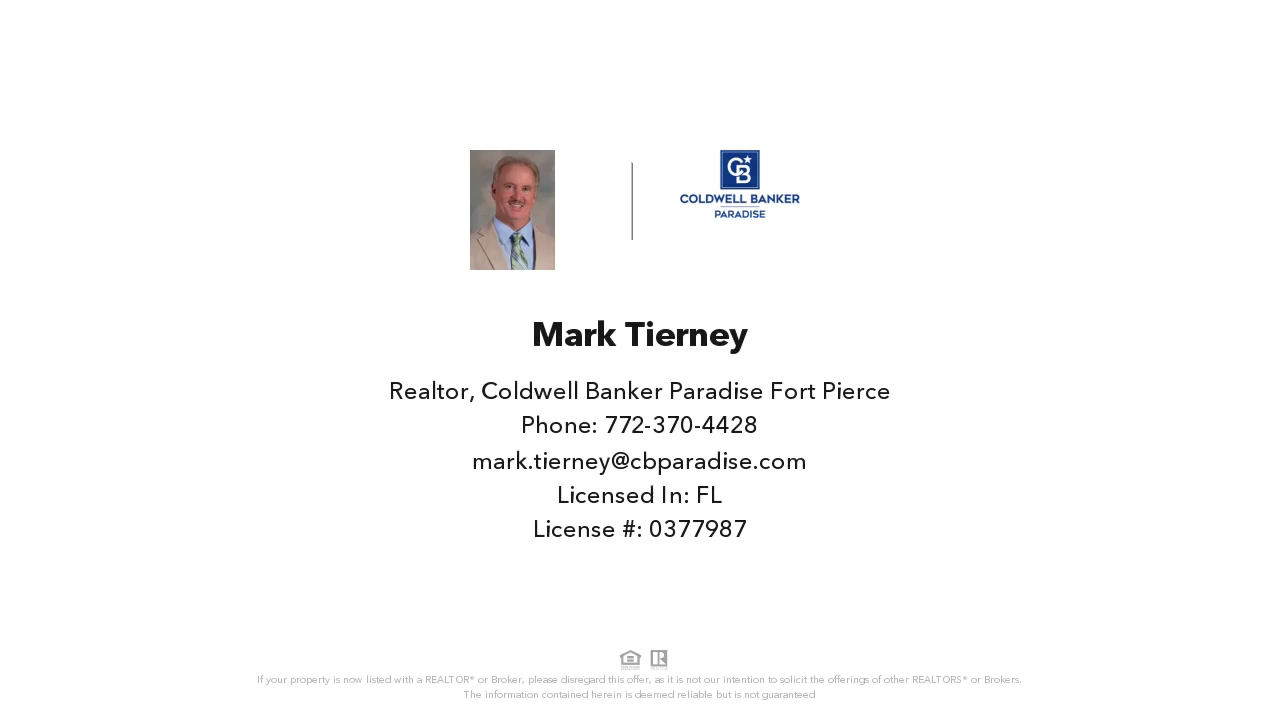 CB
COLDWELL BANKER
PARADISE
Mark Tierney
Realtor, Coldwell Banker Paradise Fort Pierce
Phone: 772-370-4428
mark.tierney@cbparadise.com
Licensed In: FL
License #: 0377987
If your property is now listed with a REALTOR® or Broker, please disregard this offer, as it is not our intention to solicit the offerings of other REALTORS® or Brokers.
The information contained herein is deemed reliable but is not guaranteed